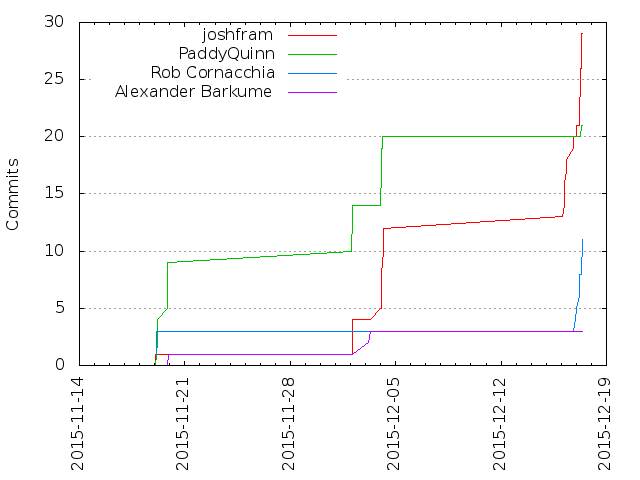 30
25
20
15
10
5
0
Commits
joshfram
PaddyQuinn
Rob Cornacchia
Alexander Barkume
2015-11-14
2015-11-21
2015-11-28
2015-12-05
2015-12-12
2015-12-19